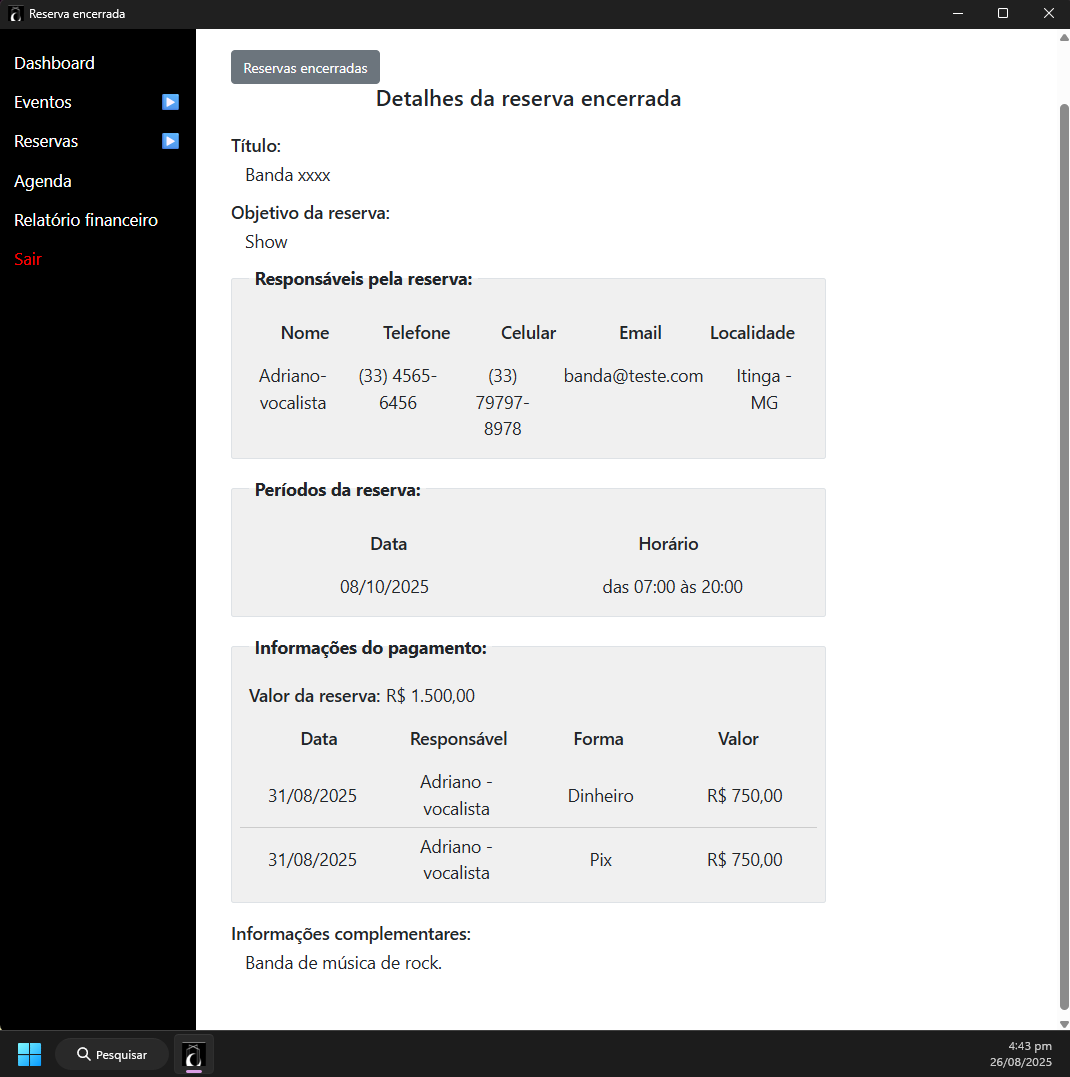 Reserva encerrada
Dashboard
Eventos
Reservas
Agenda
Relatório financeiro
Sair
Reservas encerradas
Detalhes da reserva encerrada
Título:
Banda xxxx
Objetivo da reserva:
Show
Responsáveis pela reserva:
Nome Telefone Celular Email Localidade
Adriano- (33) 4565- (33) banda@teste.com Itinga -
vocalista 6456 79797- MG
8978
Períodos da reserva:
Data Horário
08/10/2025 das 07:00 às 20:00
Informações do pagamento:
Valor da reserva: R$ 1.500,00
Data Responsável Forma Valor
Adriano -
31/08/2025 Dinheiro R$ 750,00
vocalista
Adriano -
31/08/2025 Pix R$ 750,00
vocalista
Informações complementares:
Banda de música de rock.
Pesquisar
4:43 pm
26/08/2025